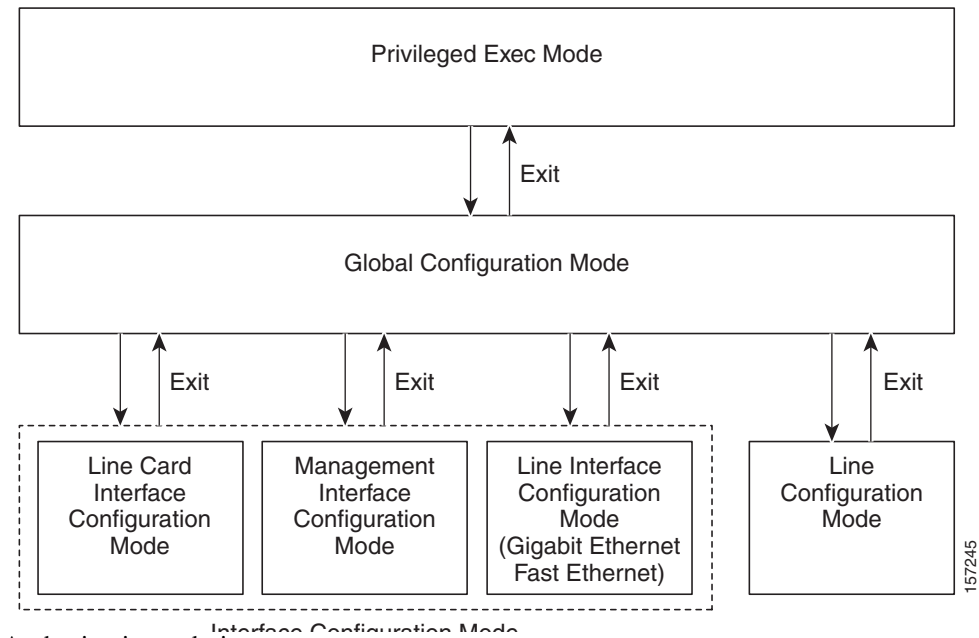 Privileged Exec Mode
Exit
Global Configuration Mode
Exit
Exit
Exit
Exit
Line Card
Interface
Configuration
Mode
Management
Interface
Configuration
Mode
Line Interface
Configuration
Mode
(Gigabit Ethernet
Fast Ethernet)
Line
Configuration
Mode
157245
Interface Configuration Mode